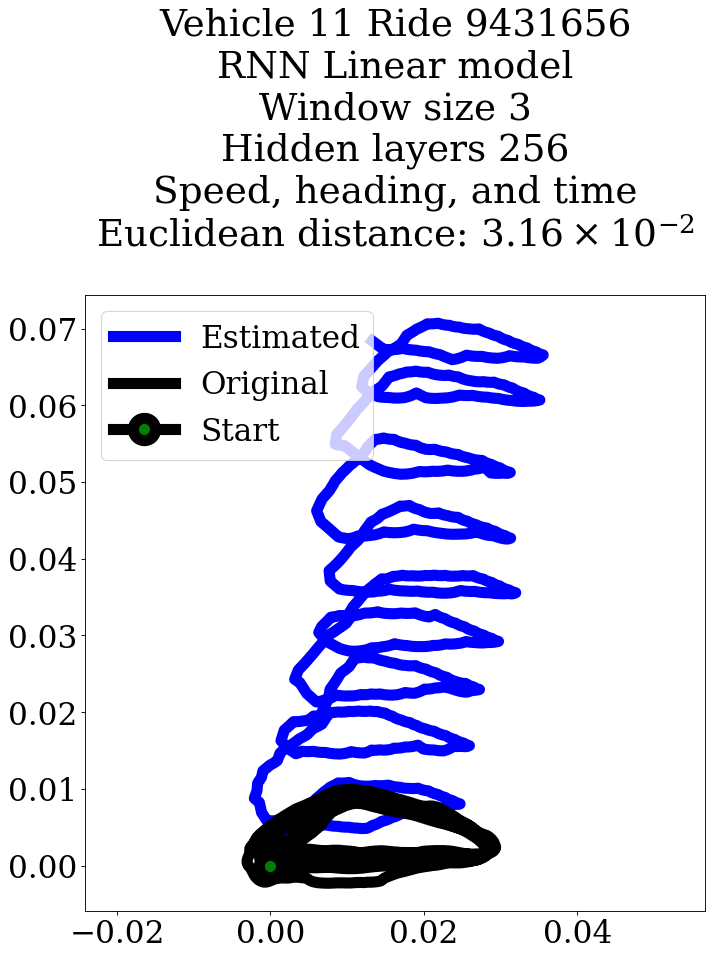 Vehicle 11 Ride 9431656
RNN Linear model
Window size 3
Hidden layers 256
Speed, heading, and time
Euclidean distance: 3.16 × 10⁻²
Estimated
Original
Start
0.07
0.06
0.05
0.04
0.03
0.02
0.01
0.00
−0.02 0.00 0.02 0.04